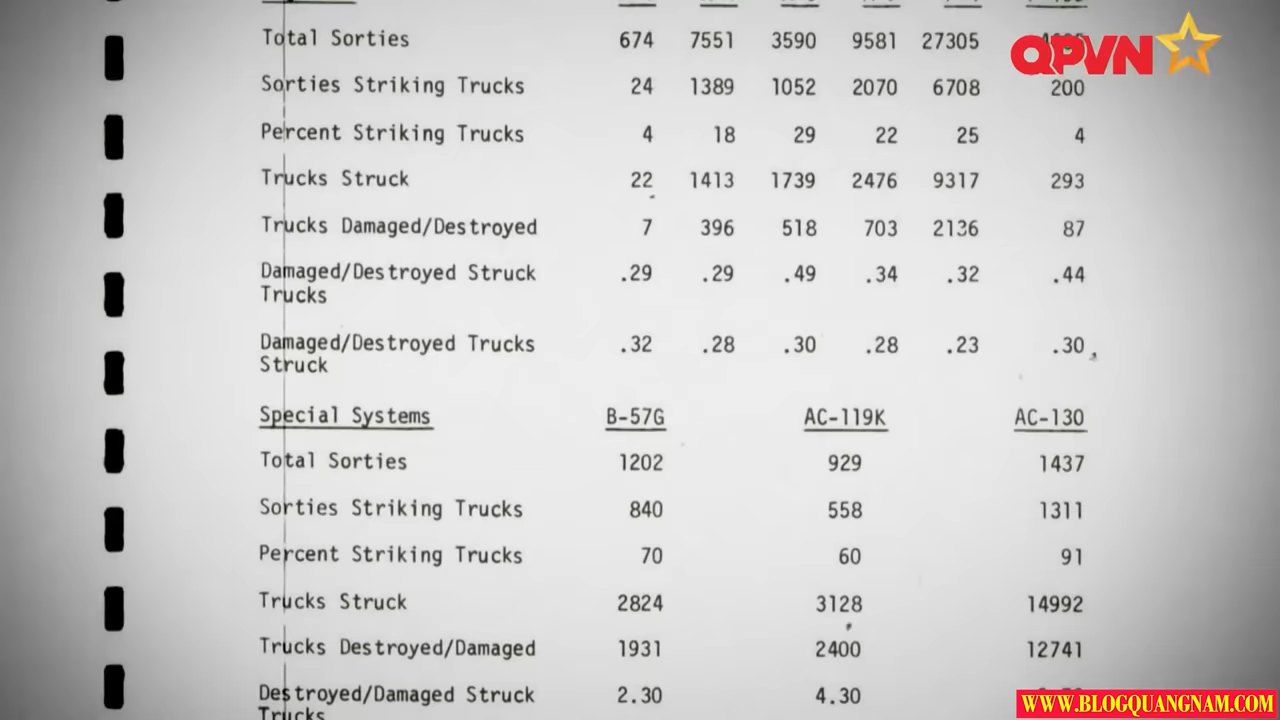 Total Sorties 674 7551 3590 9581 27305
QPVN
Sorties Striking Trucks 24 1389 1052 2070 6708 200
Percent Striking Trucks 4 18 29 22 25 4
Trucks Struck 22 1413 1739 2476 9317 293
Trucks Damaged/Destroyed 7 396 518 703 2136 87
Damaged/Destroyed Struck .29 .29 .49 .34 .32 .44
Trucks
Damaged/Destroyed Trucks .32 .28 .30 .28 .23 .30
Struck
Special Systems B-57G AC-119K AC-130
Total Sorties 1202 929 1437
Sorties Striking Trucks 840 558 1311
Percent Striking Trucks 70 60 91
Trucks Struck 2824 3128 14992
Trucks Destroyed/Damaged 1931 2400 12741
Destroyed/Damaged Struck 2.30 4.30
Trucks
WWW.BLOGQUANGNAM.COM